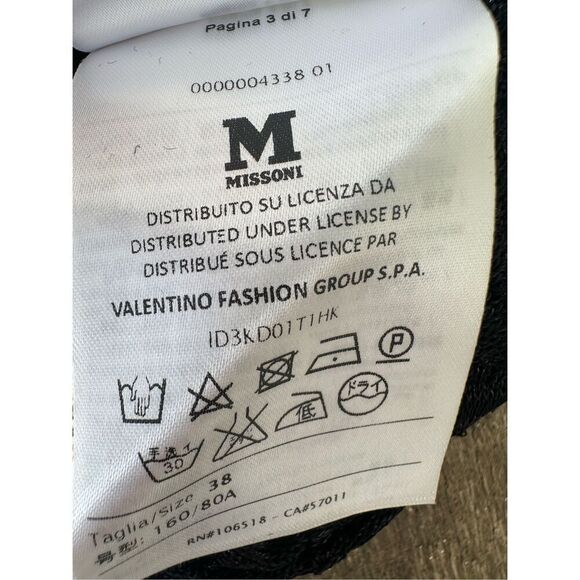 Pagina 3 di 7
0000004338 01
M
MISSONI
DISTRIBUITO SU LICENZA DA
DISTRIBUTED UNDER LICENSE BY
DISTRIBUÉ SOUS LICENCE PAR
VALENTINO FASHION GROUP S.P.A.
ID3KD01T1HK
P
手洗イ 30 低 ドライ
Taglia/Size 38
号型: 160/80A
RN#106518 - CA#57011